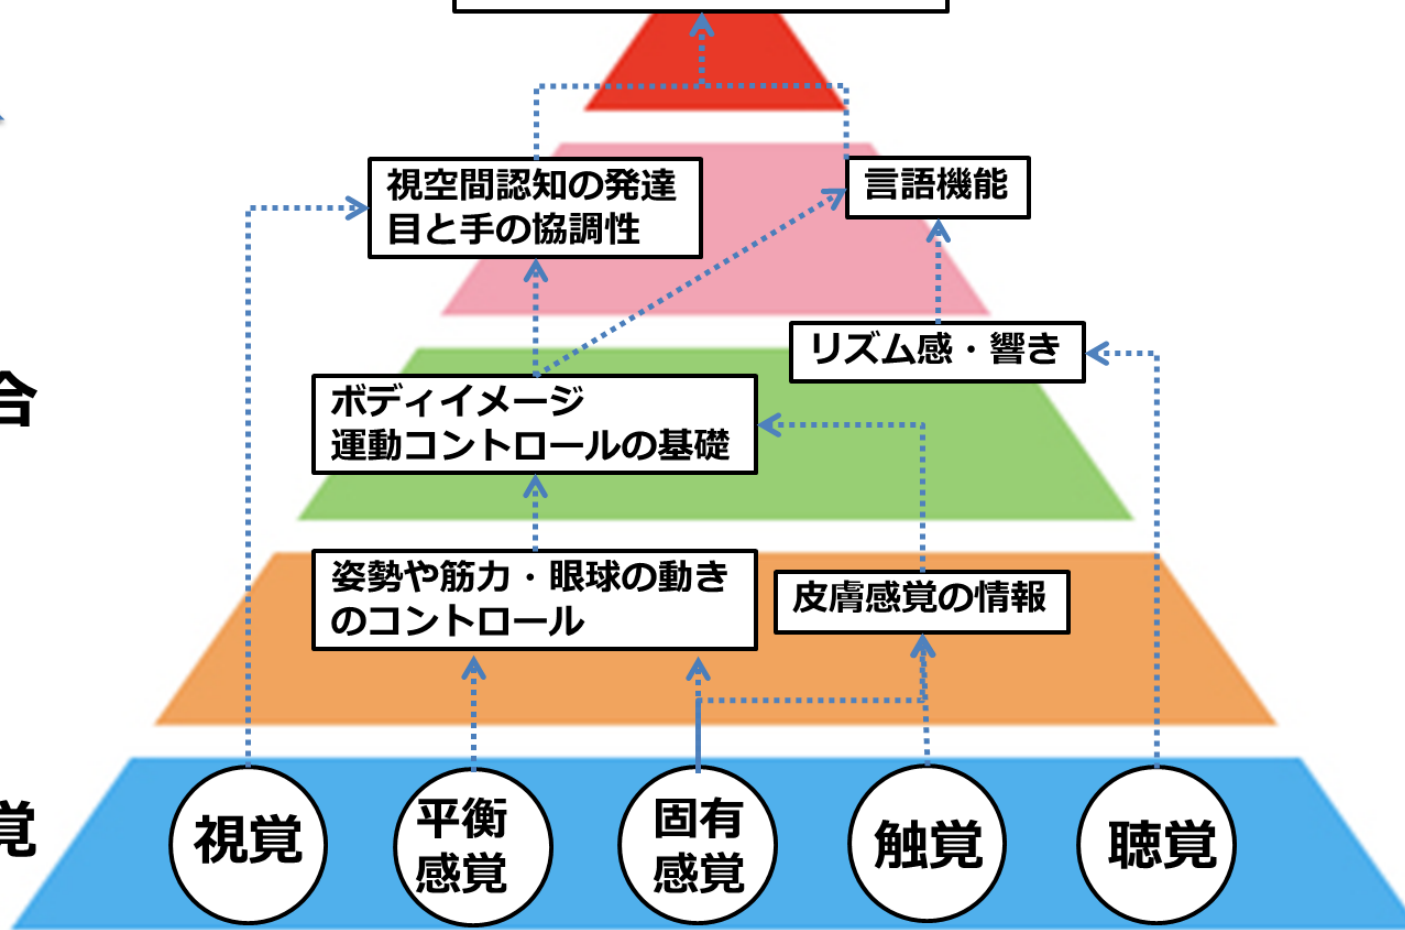 視空間認知の発達
目と手の協調性
言語機能
リズム感・響き
合
ボディイメージ
運動コントロールの基礎
姿勢や筋力・眼球の動き
のコントロール
皮膚感覚の情報
覚
視覚
平衡
感覚
固有
感覚
触覚
聴覚